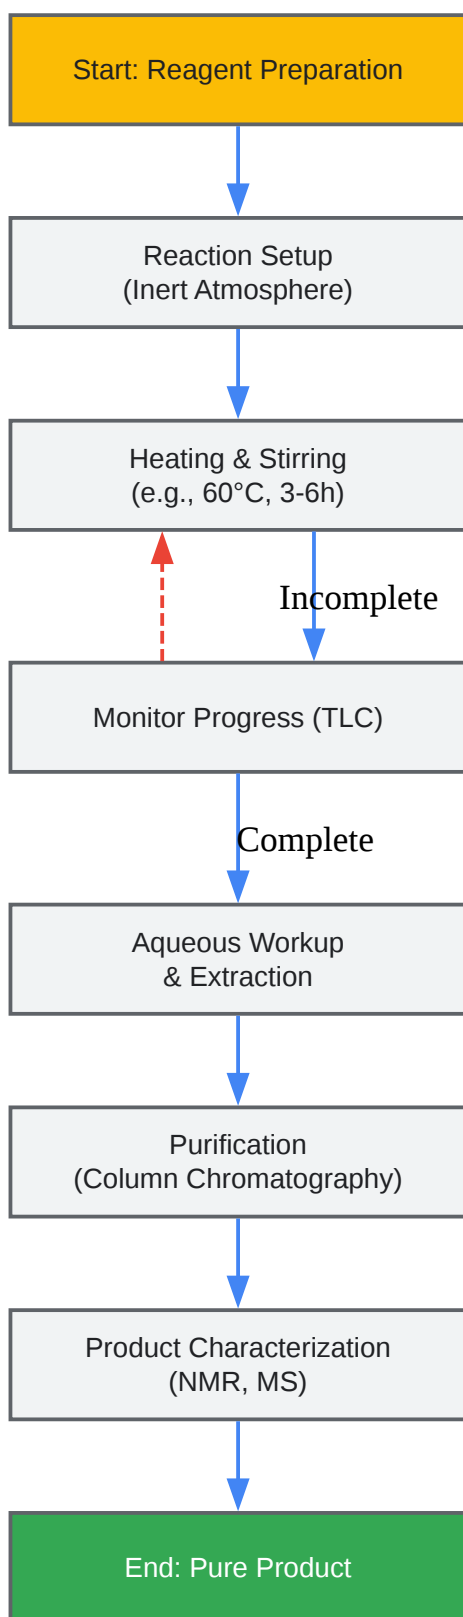 Start: Reagent Preparation
Reaction Setup
(Inert Atmosphere)
Heating & Stirring
(e.g., 60°C, 3-6h)
Incomplete
Monitor Progress (TLC)
Complete
Aqueous Workup
& Extraction
Purification
(Column Chromatography)
Product Characterization
(NMR, MS)
End: Pure Product